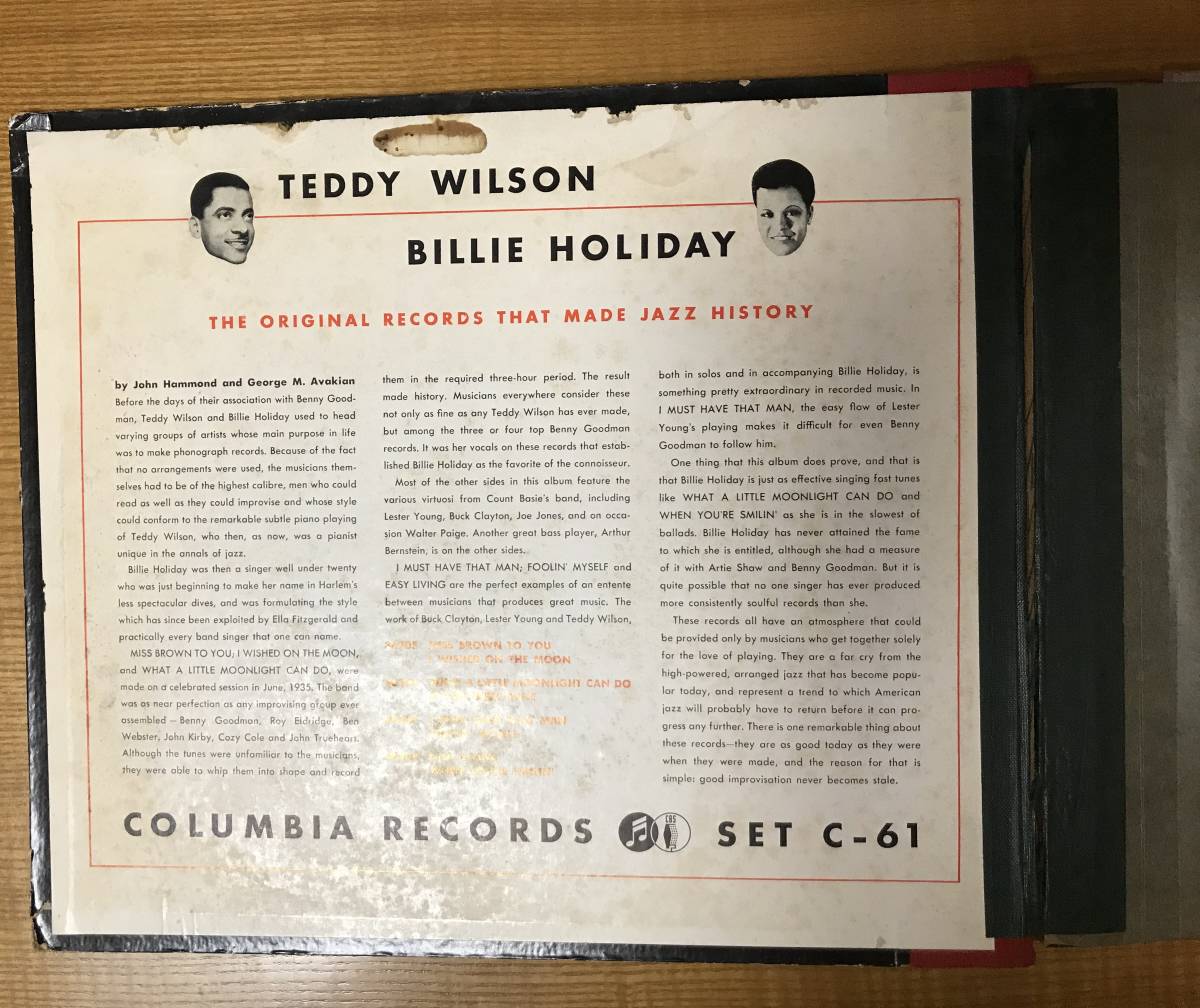 TEDDY WILSON
BILLIE HOLIDAY
THE ORIGINAL RECORDS THAT MADE JAZZ HISTORY
by John Hammond and George M. Avakian
Before the days of their association with Benny Good-
man, Teddy Wilson and Billie Holiday used to head
varying groups of artists whose main purpose in life
was to make phonograph records. Because of the fact
that no arrangements were used, the musicians them-
selves had to be of the highest calibre, men who could
read as well as they could improvise and whose style
could conform to the remarkable subtle piano playing
of Teddy Wilson, who then, as now, was a pianist
unique in the annals of jazz.
Billie Holiday was then a singer well under twenty
who was just beginning to make her name in Harlem's
less spectacular dives, and was formulating the style
which has since been exploited by Ella Fitzgerald and
practically every band singer that one can name.
MISS BROWN TO YOU; I WISHED ON THE MOON,
and WHAT A LITTLE MOONLIGHT CAN DO, were
made on a celebrated session in June, 1935. The band
was as near perfection as any improvising group ever
assembled — Benny Goodman, Roy Eldridge, Ben
Webster, John Kirby, Cozy Cole and John Trueheart.
Although the tunes were unfamiliar to the musicians,
they were able to whip them into shape and record
them in the required three-hour period. The result
made history. Musicians everywhere consider these
not only as fine as any Teddy Wilson has ever made,
but among the three or four top Benny Goodman
records. It was her vocals on these records that estab-
lished Billie Holiday as the favorite of the connoisseur.
Most of the other sides in this album feature the
various virtuosi from Count Basie's band, including
Lester Young, Buck Clayton, Joe Jones, and on occa-
sion Walter Paige. Another great bass player, Arthur
Bernstein, is on the other sides.
I MUST HAVE THAT MAN; FOOLIN' MYSELF and
EASY LIVING are the perfect examples of an entente
between musicians that produces great music. The
work of Buck Clayton, Lester Young and Teddy Wilson,
MISS BROWN TO YOU
I WISHED ON THE MOON
A LITTLE MOONLIGHT CAN DO
MAN
both in solos and in accompanying Billie Holiday, is
something pretty extraordinary in recorded music. In
I MUST HAVE THAT MAN, the easy flow of Lester
Young's playing makes it difficult for even Benny
Goodman to follow him.
One thing that this album does prove, and that is
that Billie Holiday is just as effective singing fast tunes
like WHAT A LITTLE MOONLIGHT CAN DO and
WHEN YOU'RE SMILIN' as she is in the slowest of
ballads. Billie Holiday has never attained the fame
to which she is entitled, although she had a measure
of it with Artie Shaw and Benny Goodman. But it is
quite possible that no one singer has ever produced
more consistently soulful records than she.
These records all have an atmosphere that could
be provided only by musicians who get together solely
for the love of playing. They are a far cry from the
high-powered, arranged jazz that has become popu-
lar today, and represent a trend to which American
jazz will probably have to return before it can pro-
gress any further. There is one remarkable thing about
these records—they are as good today as they were
when they were made, and the reason for that is
simple: good improvisation never becomes stale.
COLUMBIA RECORDS CBS SET C-61